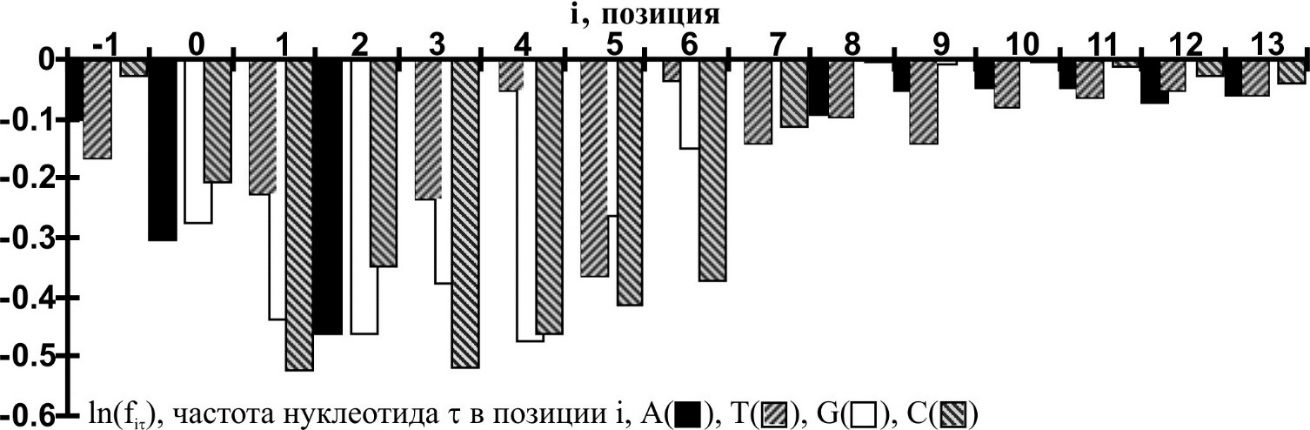 i, позиция
-1 0 1 2 3 4 5 6 7 8 9 10 11 12 13
0
-0.1
-0.2
-0.3
-0.4
-0.5
-0.6
ln(fiτ), частота нуклеотида τ в позиции i, A( ), T( ), G( ), C( )